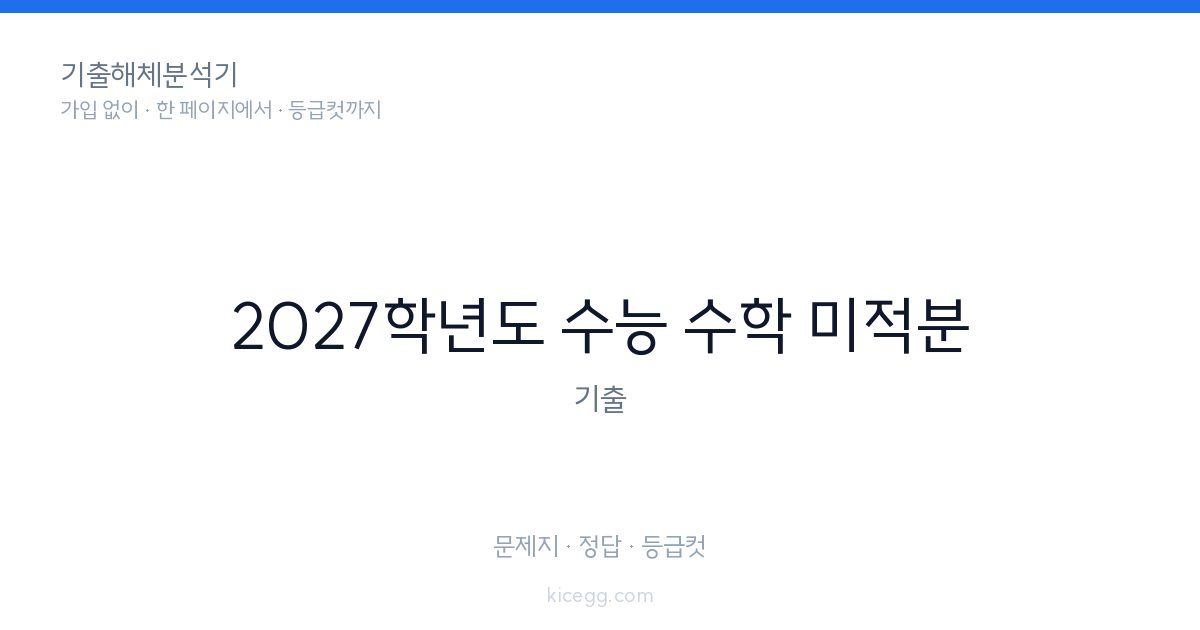 기출해체분석기
가입 없이 · 한 페이지에서 · 등급컷까지
2027학년도 수능 수학 미적분
기출
문제지 · 정답 · 등급컷
kicegg.com